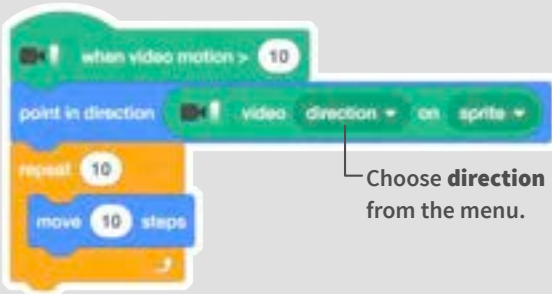 when video motion > 10
point in direction video direction on sprite
repeat 10
move 10 steps
Choose direction
from the menu.